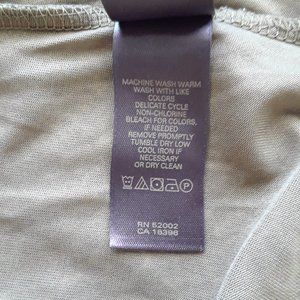 MACHINE WASH WARM
WASH WITH LIKE
COLORS
DELICATE CYCLE
NON-CHLORINE
BLEACH FOR COLORS,
IF NEEDED
REMOVE PROMPTLY
TUMBLE DRY LOW
COOL IRON IF
NECESSARY
OR DRY CLEAN
P
RN 52002
CA 16396